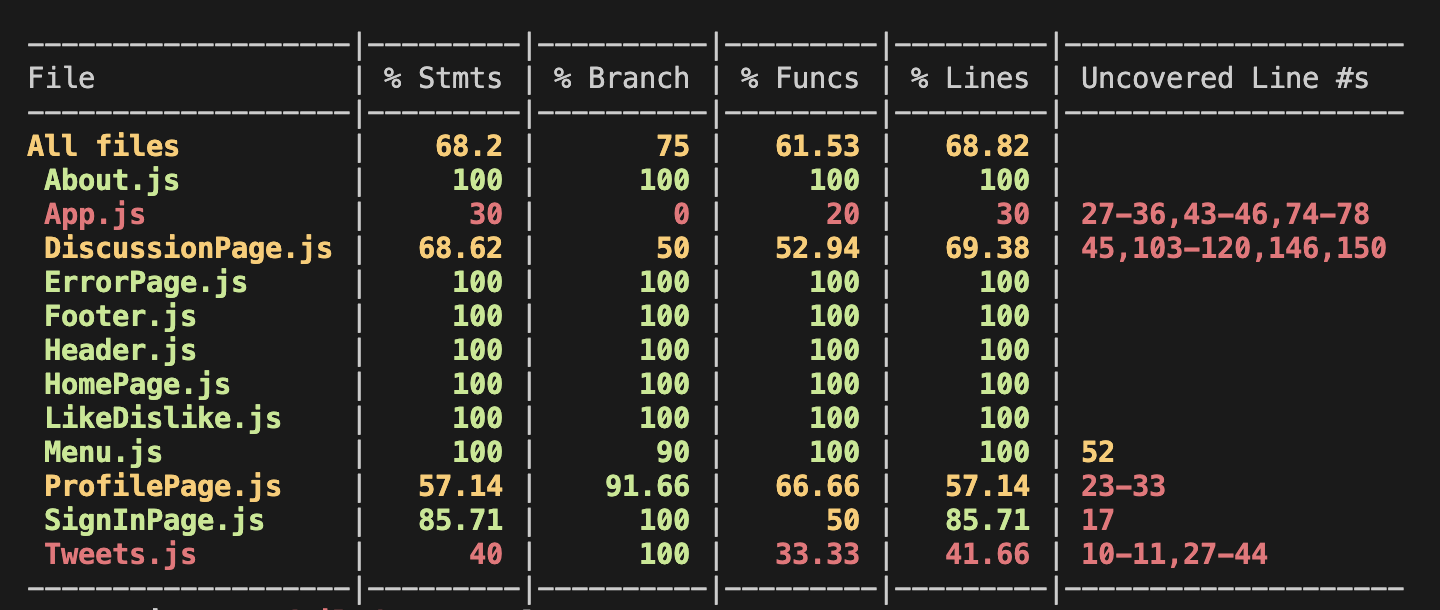 -------------------|---------|----------|---------|---------|--------------------
File               | % Stmts | % Branch | % Funcs | % Lines | Uncovered Line #s
-------------------|---------|----------|---------|---------|--------------------
All files          |    68.2 |       75 |   61.53 |   68.82 |
 About.js          |     100 |      100 |     100 |     100 |
 App.js            |      30 |        0 |      20 |      30 | 27-36,43-46,74-78
 DiscussionPage.js |   68.62 |       50 |   52.94 |   69.38 | 45,103-120,146,150
 ErrorPage.js      |     100 |      100 |     100 |     100 |
 Footer.js         |     100 |      100 |     100 |     100 |
 Header.js         |     100 |      100 |     100 |     100 |
 HomePage.js       |     100 |      100 |     100 |     100 |
 LikeDislike.js    |     100 |      100 |     100 |     100 |
 Menu.js           |     100 |       90 |     100 |     100 | 52
 ProfilePage.js    |   57.14 |    91.66 |   66.66 |   57.14 | 23-33
 SignInPage.js     |   85.71 |      100 |      50 |   85.71 | 17
 Tweets.js         |      40 |      100 |   33.33 |   41.66 | 10-11,27-44
-------------------|---------|----------|---------|---------|--------------------